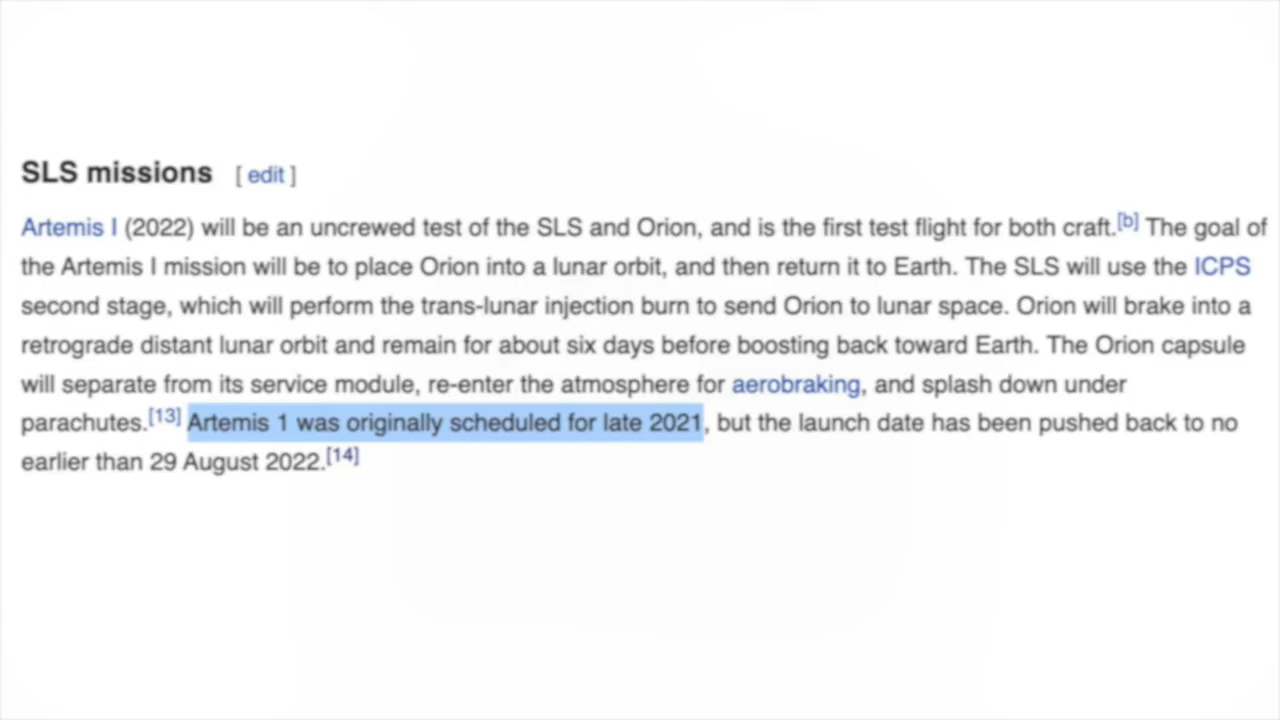 SLS missions [ edit ]
Artemis I (2022) will be an uncrewed test of the SLS and Orion, and is the first test flight for both craft.[b] The goal of
the Artemis I mission will be to place Orion into a lunar orbit, and then return it to Earth. The SLS will use the ICPS
second stage, which will perform the trans-lunar injection burn to send Orion to lunar space. Orion will brake into a
retrograde distant lunar orbit and remain for about six days before boosting back toward Earth. The Orion capsule
will separate from its service module, re-enter the atmosphere for aerobraking, and splash down under
parachutes.[13] Artemis 1 was originally scheduled for late 2021, but the launch date has been pushed back to no
earlier than 29 August 2022.[14]